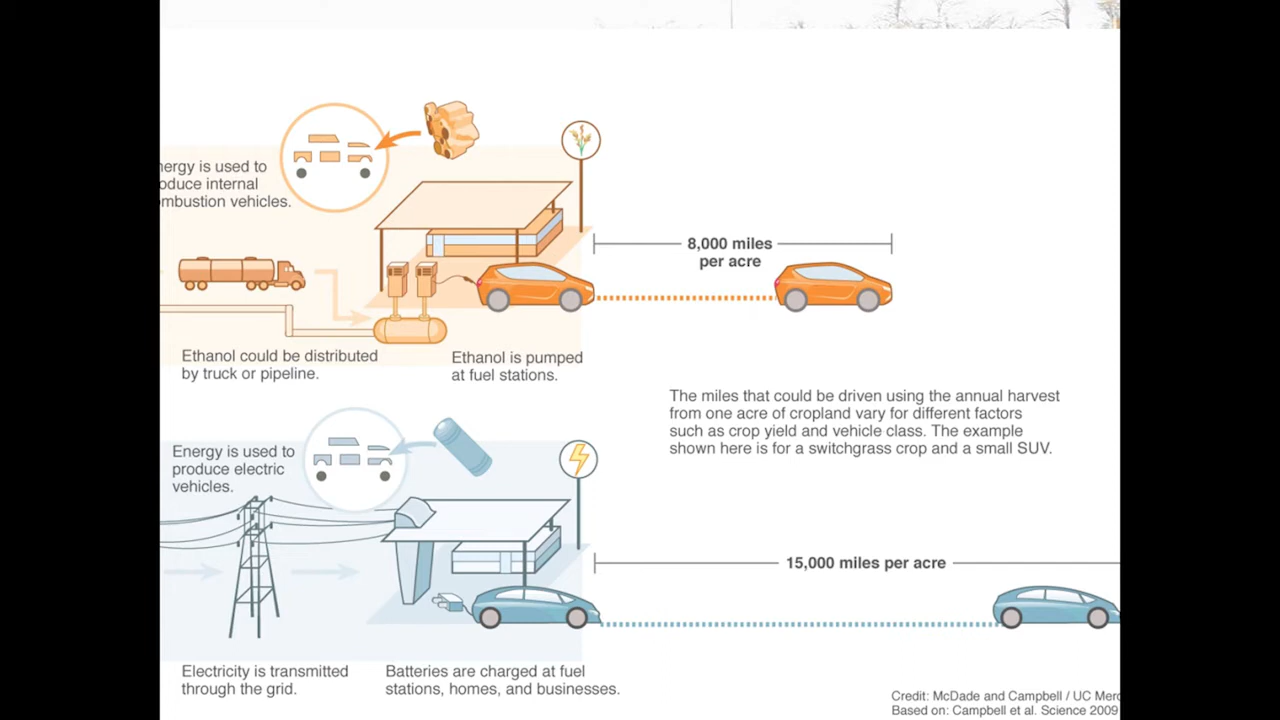 nergy is used to
oduce internal
mbustion vehicles.
8,000 miles
per acre
Ethanol could be distributed
by truck or pipeline.
Ethanol is pumped
at fuel stations.
The miles that could be driven using the annual harvest
from one acre of cropland vary for different factors
such as crop yield and vehicle class. The example
shown here is for a switchgrass crop and a small SUV.
Energy is used to
produce electric
vehicles.
15,000 miles per acre
Electricity is transmitted
through the grid.
Batteries are charged at fuel
stations, homes, and businesses.
Credit: McDade and Campbell / UC Merc
Based on: Campbell et al. Science 2009